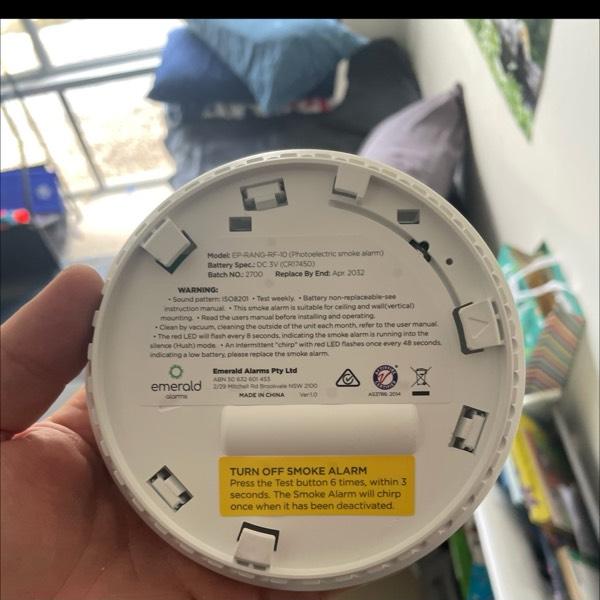 Model: EP-RANG-RF-10 (Photoelectric smoke alarm)
Battery Spec.: DC 3V (CR17450)
Batch NO.: 2700 Replace By End: Apr. 2032
WARNING:
• Sound pattern: ISO8201 • Test weekly. • Battery non-replaceable-see
instruction manual. • This smoke alarm is suitable for ceiling and wall(vertical)
mounting. • Read the users manual before installing and operating.
• Clean by vacuum, cleaning the outside of the unit each month, refer to the user manual.
• The red LED will flash every 8 seconds, indicating the smoke alarm is running into the
silence (Hush) mode. • An intermittent "chirp" with red LED flashes once every 48 seconds,
indicating a low battery, please replace the smoke alarm.
emerald
alarms
Emerald Alarms Pty Ltd
ABN 30 632 601 453
2/29 Mitchell Rd Brookvale NSW 2100
MADE IN CHINA Ver:1.0
AS3786: 2014
TURN OFF SMOKE ALARM
Press the Test button 6 times, within 3
seconds. The Smoke Alarm will chirp
once when it has been deactivated.